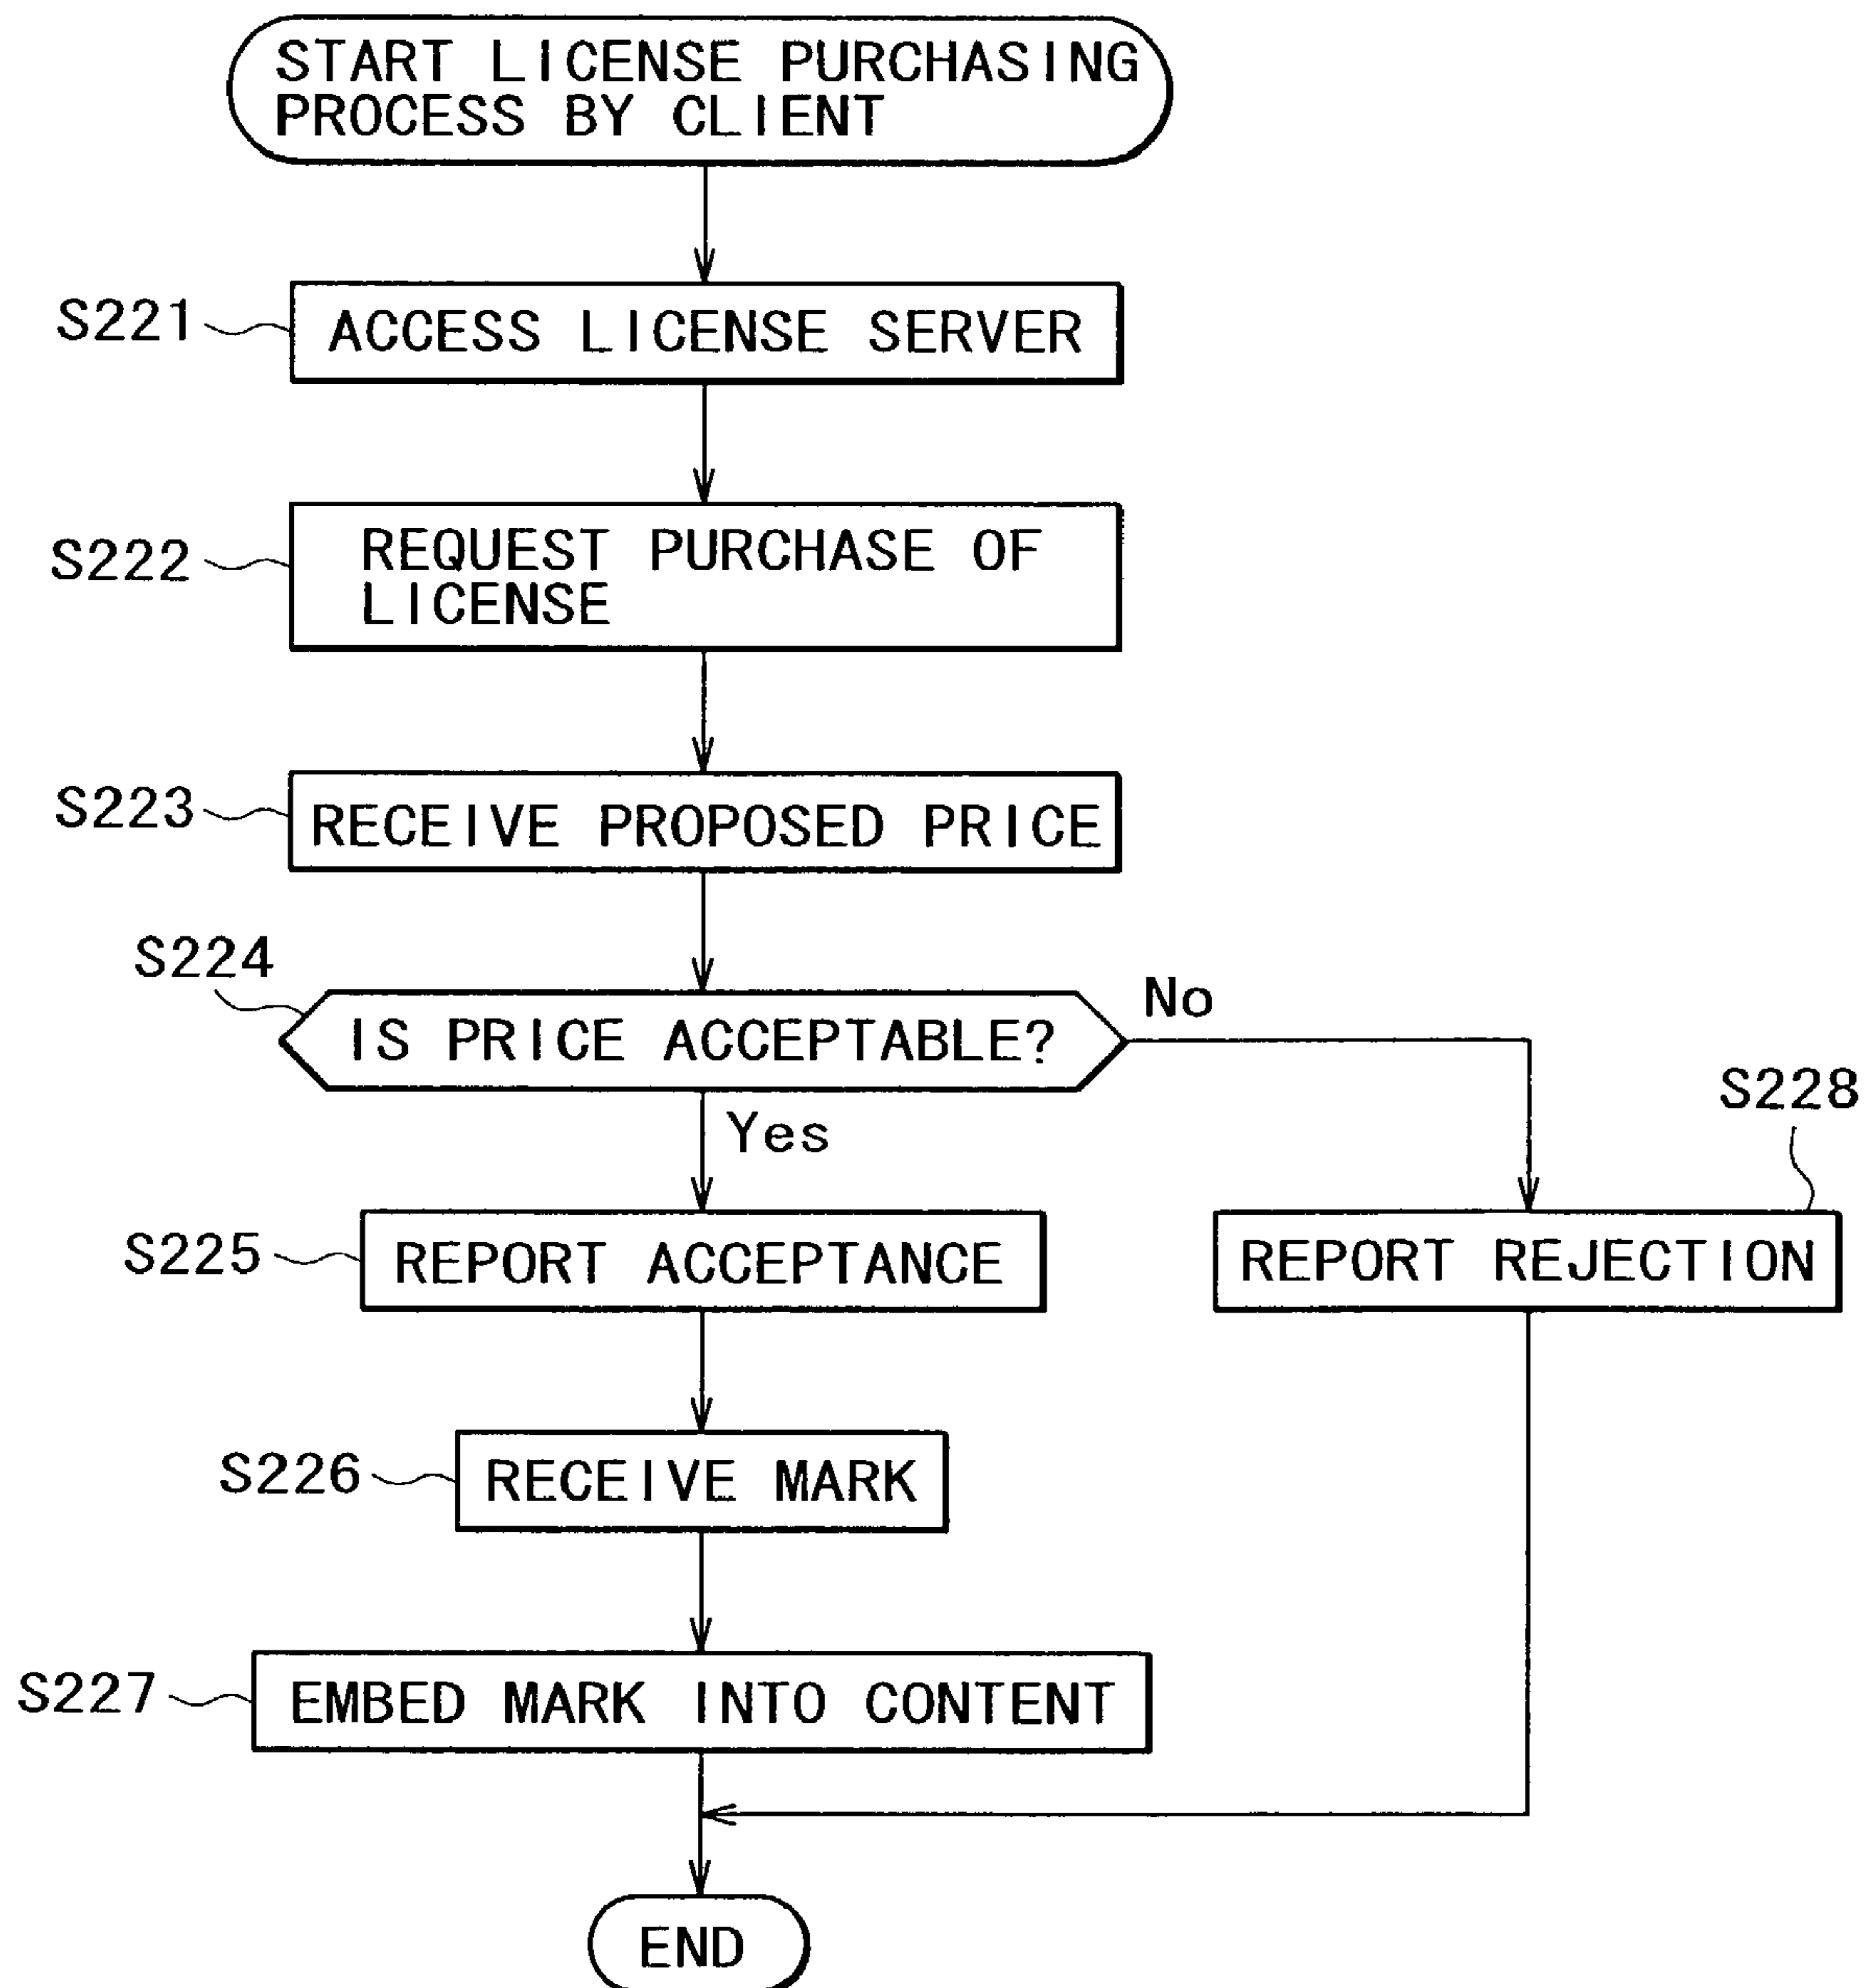 START LICENSE PURCHASING
PROCESS BY CLIENT
S221
ACCESS LICENSE SERVER
S222
REQUEST PURCHASE OF
LICENSE
S223
RECEIVE PROPOSED PRICE
S224
IS PRICE ACCEPTABLE?
No
Yes
S228
S225
REPORT ACCEPTANCE
REPORT REJECTION
S226
RECEIVE MARK
S227
EMBED MARK INTO CONTENT
END